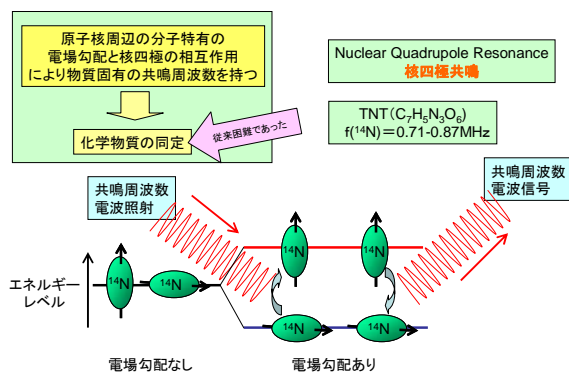 原子核周辺の分子特有の
電場勾配と核四極の相互作用
により物質固有の共鳴周波数を持つ
化学物質の同定
従来困難であった
Nuclear Quadrupole Resonance
核四極共鳴
TNT(C₇H₅N₃O₆)
f(¹⁴N)=0.71-0.87MHz
共鳴周波数
電波照射
共鳴周波数
電波信号
エネルギー
レベル
¹⁴N
¹⁴N
¹⁴N
¹⁴N
¹⁴N
¹⁴N
電場勾配なし
電場勾配あり